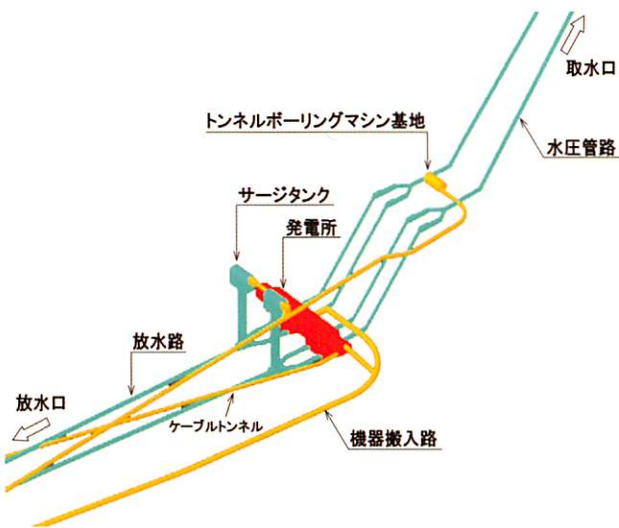 取水口
トンネルボーリングマシン基地
水圧管路
サージタンク
発電所
放水路
放水口
ケーブルトンネル
機器搬入路